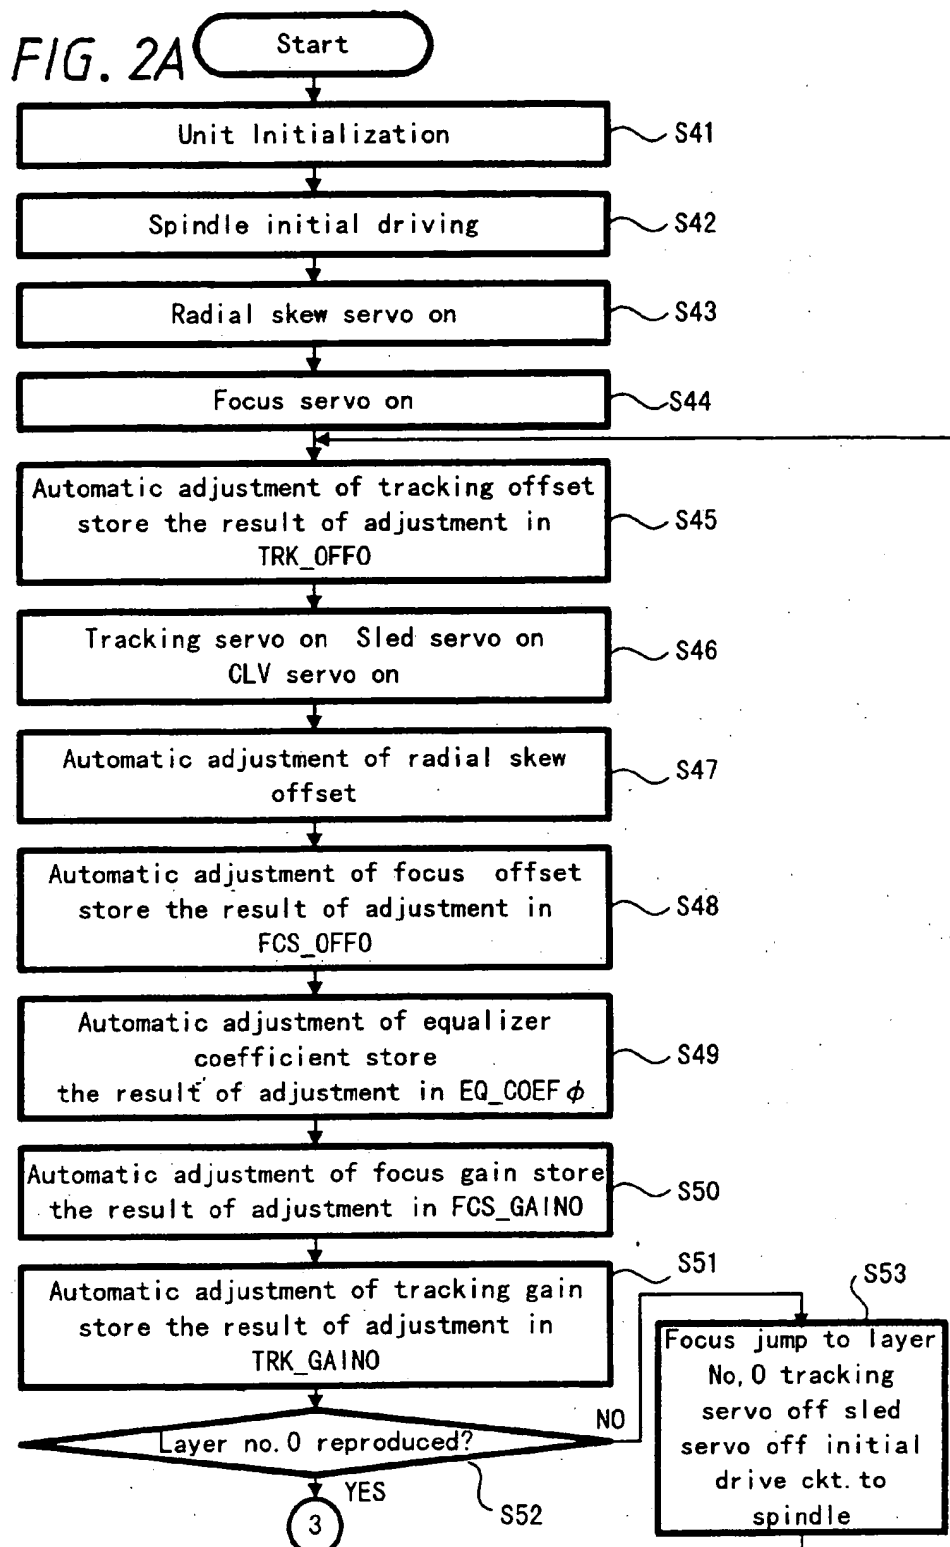 FIG. 2A
Start
Unit Initialization
S41
Spindle initial driving
S42
Radial skew servo on
S43
Focus servo on
S44
Automatic adjustment of tracking offset
store the result of adjustment in
TRK_OFF0
S45
Tracking servo on Sled servo on
CLV servo on
S46
Automatic adjustment of radial skew
offset
S47
Automatic adjustment of focus offset
store the result of adjustment in
FCS_OFF0
S48
Automatic adjustment of equalizer
coefficient store
the result of adjustment in EQ_COEFφ
S49
Automatic adjustment of focus gain store
the result of adjustment in FCS_GAIN0
S50
Automatic adjustment of tracking gain
store the result of adjustment in
TRK_GAIN0
S51
Layer no.0 reproduced?
NO
YES
S52
3
S53
Focus jump to layer
No,0 tracking
servo off sled
servo off initial
drive ckt.to
spindle